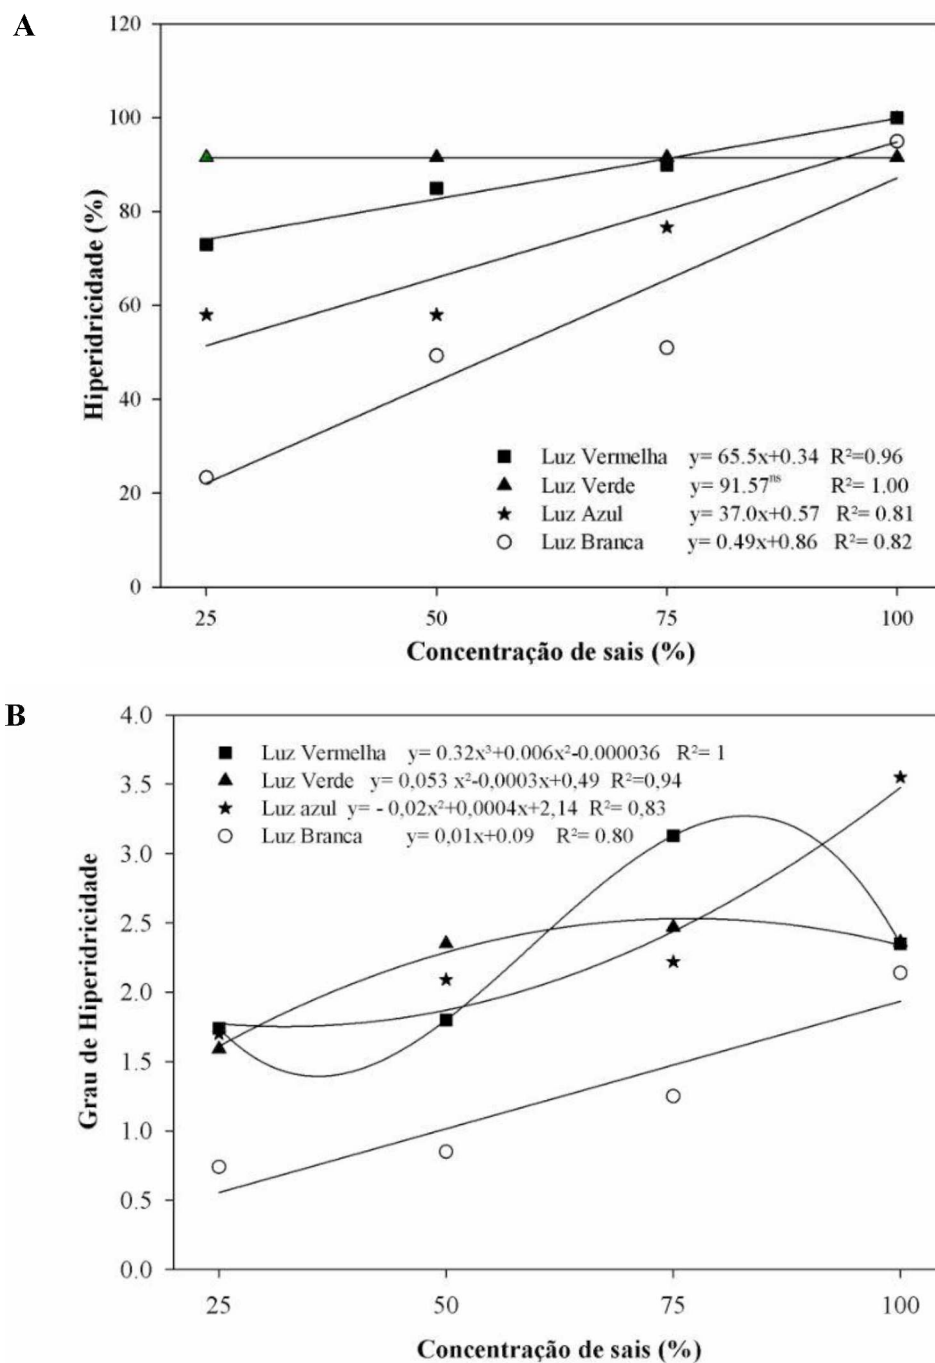 A
120
100
80
60
40
20
0
Hiperidricidade (%)
Luz Vermelha y= 65.5x+0.34 R²=0.96
Luz Verde y= 91.57ⁿˢ R²= 1.00
Luz Azul y= 37.0x+0.57 R²= 0.81
Luz Branca y= 0.49x+0.86 R²= 0.82
25 50 75 100
Concentração de sais (%)
B
4.0
3.5
3.0
2.5
2.0
1.5
1.0
0.5
0.0
Grau de Hiperidricidade
Luz Vermelha y= 0.32x³+0.006x²-0.000036 R²= 1
Luz Verde y= 0,053 x²-0,0003x+0,49 R²=0,94
Luz azul y= - 0,02x²+0,0004x+2,14 R²= 0,83
Luz Branca y= 0,01x+0.09 R²= 0.80
25 50 75 100
Concentração de sais (%)